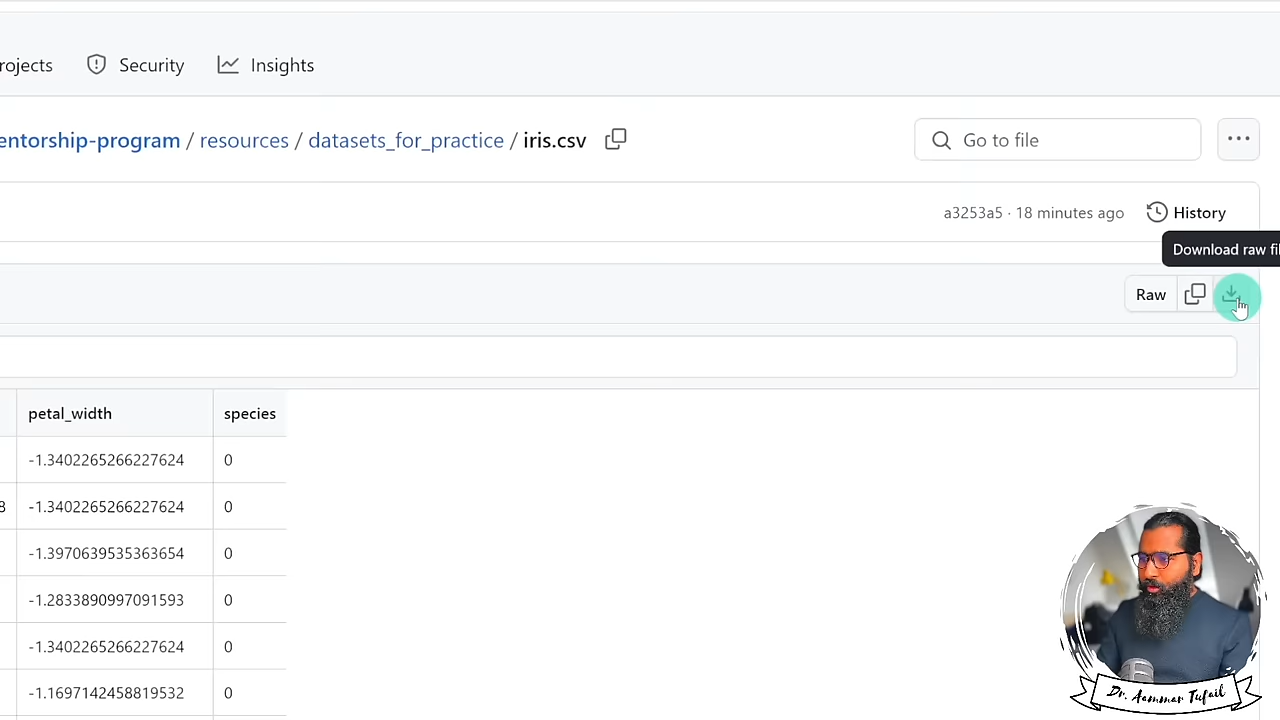 rojects Security Insights
entorship-program / resources / datasets_for_practice / iris.csv Go to file
a3253a5 · 18 minutes ago History
Download raw fil
Raw
petal_width species
-1.3402265266227624 0
8 -1.3402265266227624 0
-1.3970639535363654 0
-1.2833890997091593 0
-1.3402265266227624 0
-1.1697142458819532 0
Dr. Aammar Tufail